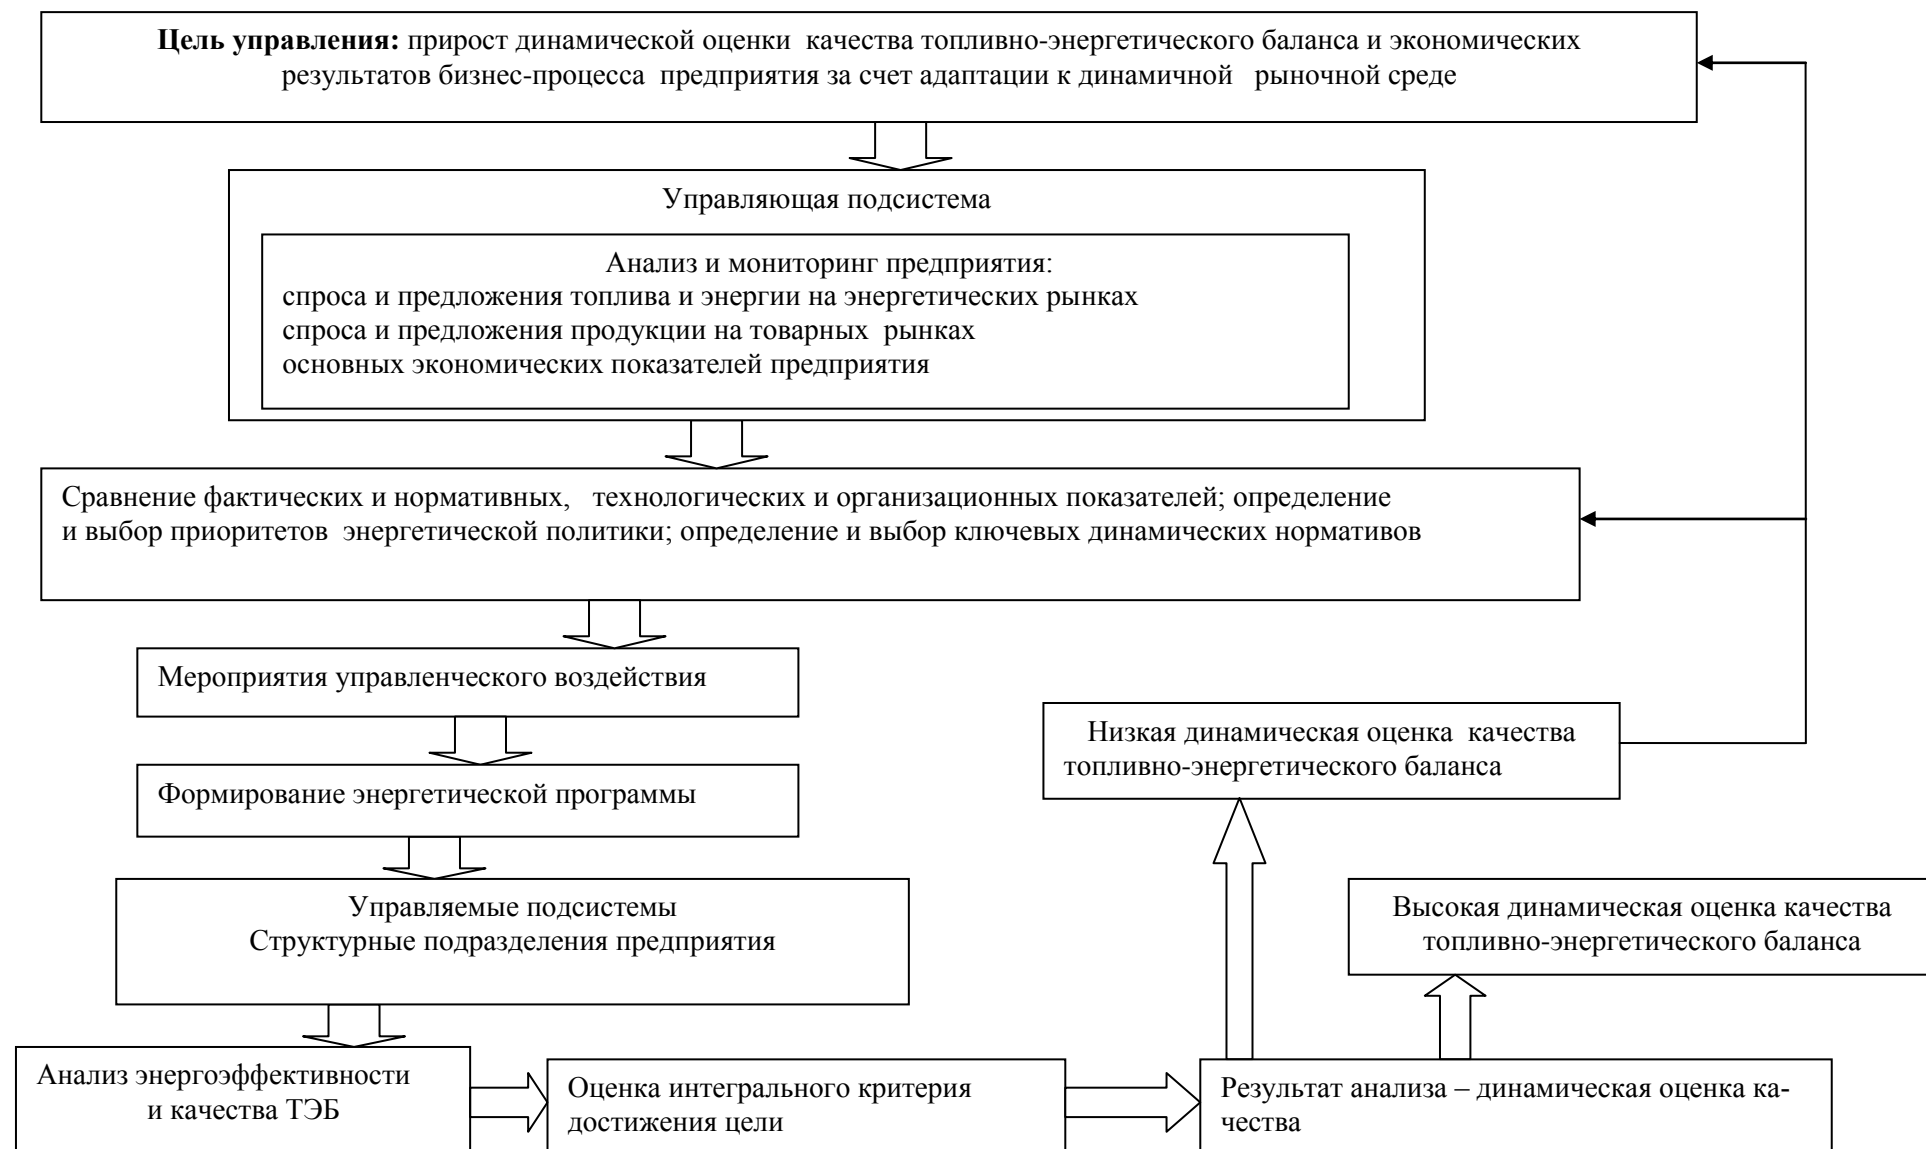 Цель управления: прирост динамической оценки качества топливно-энергетического баланса и экономических
результатов бизнес-процесса предприятия за счет адаптации к динамичной рыночной среде
Управляющая подсистема
Анализ и мониторинг предприятия:
спроса и предложения топлива и энергии на энергетических рынках
спроса и предложения продукции на товарных рынках
основных экономических показателей предприятия
Сравнение фактических и нормативных, технологических и организационных показателей; определение
и выбор приоритетов энергетической политики; определение и выбор ключевых динамических нормативов
Мероприятия управленческого воздействия
Формирование энергетической программы
Управляемые подсистемы
Структурные подразделения предприятия
Низкая динамическая оценка качества
топливно-энергетического баланса
Высокая динамическая оценка качества
топливно-энергетического баланса
Анализ энергоэффективности
и качества ТЭБ
Оценка интегрального критерия
достижения цели
Результат анализа – динамическая оценка ка-
чества